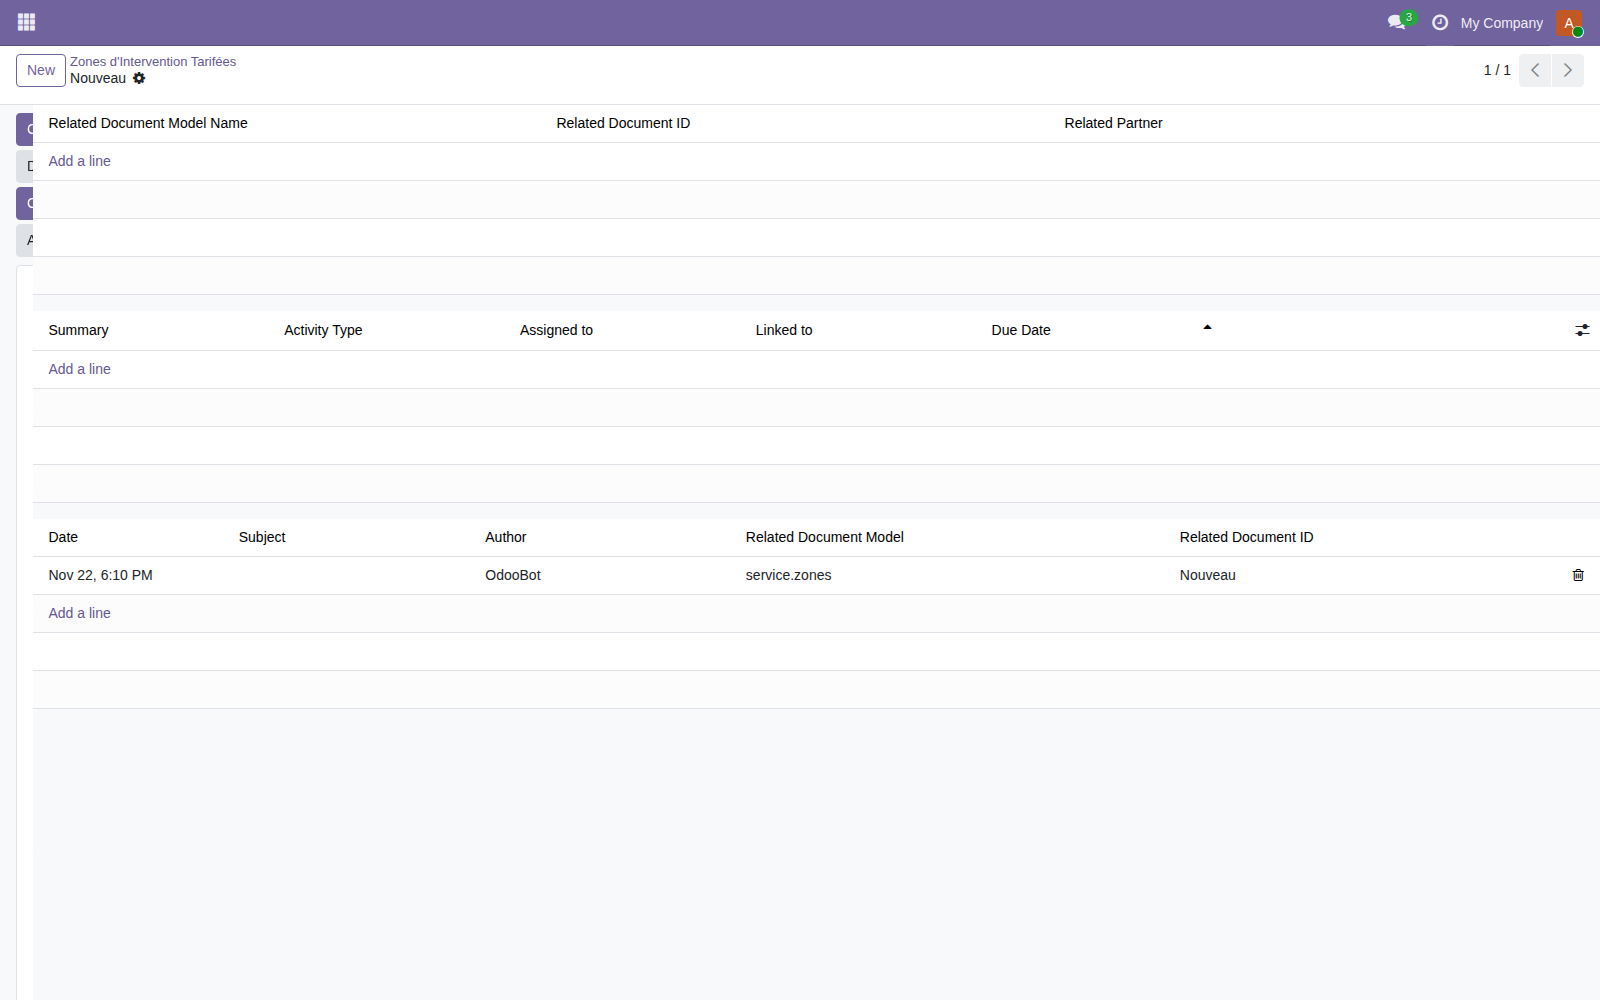 3
My Company
A
New
Zones d'Intervention Tarifées
Nouveau
1 / 1
Related Document Model Name Related Document ID Related Partner
Add a line
Summary Activity Type Assigned to Linked to Due Date
Add a line
Date Subject Author Related Document Model Related Document ID
Nov 22, 6:10 PM OdooBot service.zones Nouveau
Add a line